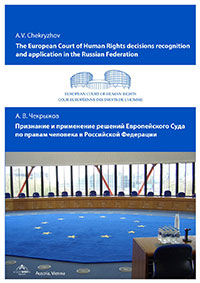 A.V. Chekryzhov
The European Court of Human Rights decisions recognition
and application in the Russian Federation
EUROPEAN COURT OF HUMAN RIGHTS
COUR EUROPÉENNE DES DROITS DE L'HOMME
А. В. Чекрыжов
Признание и применение решений Европейского Суда
по правам человека в Российской Федерации
Austria, Vienna